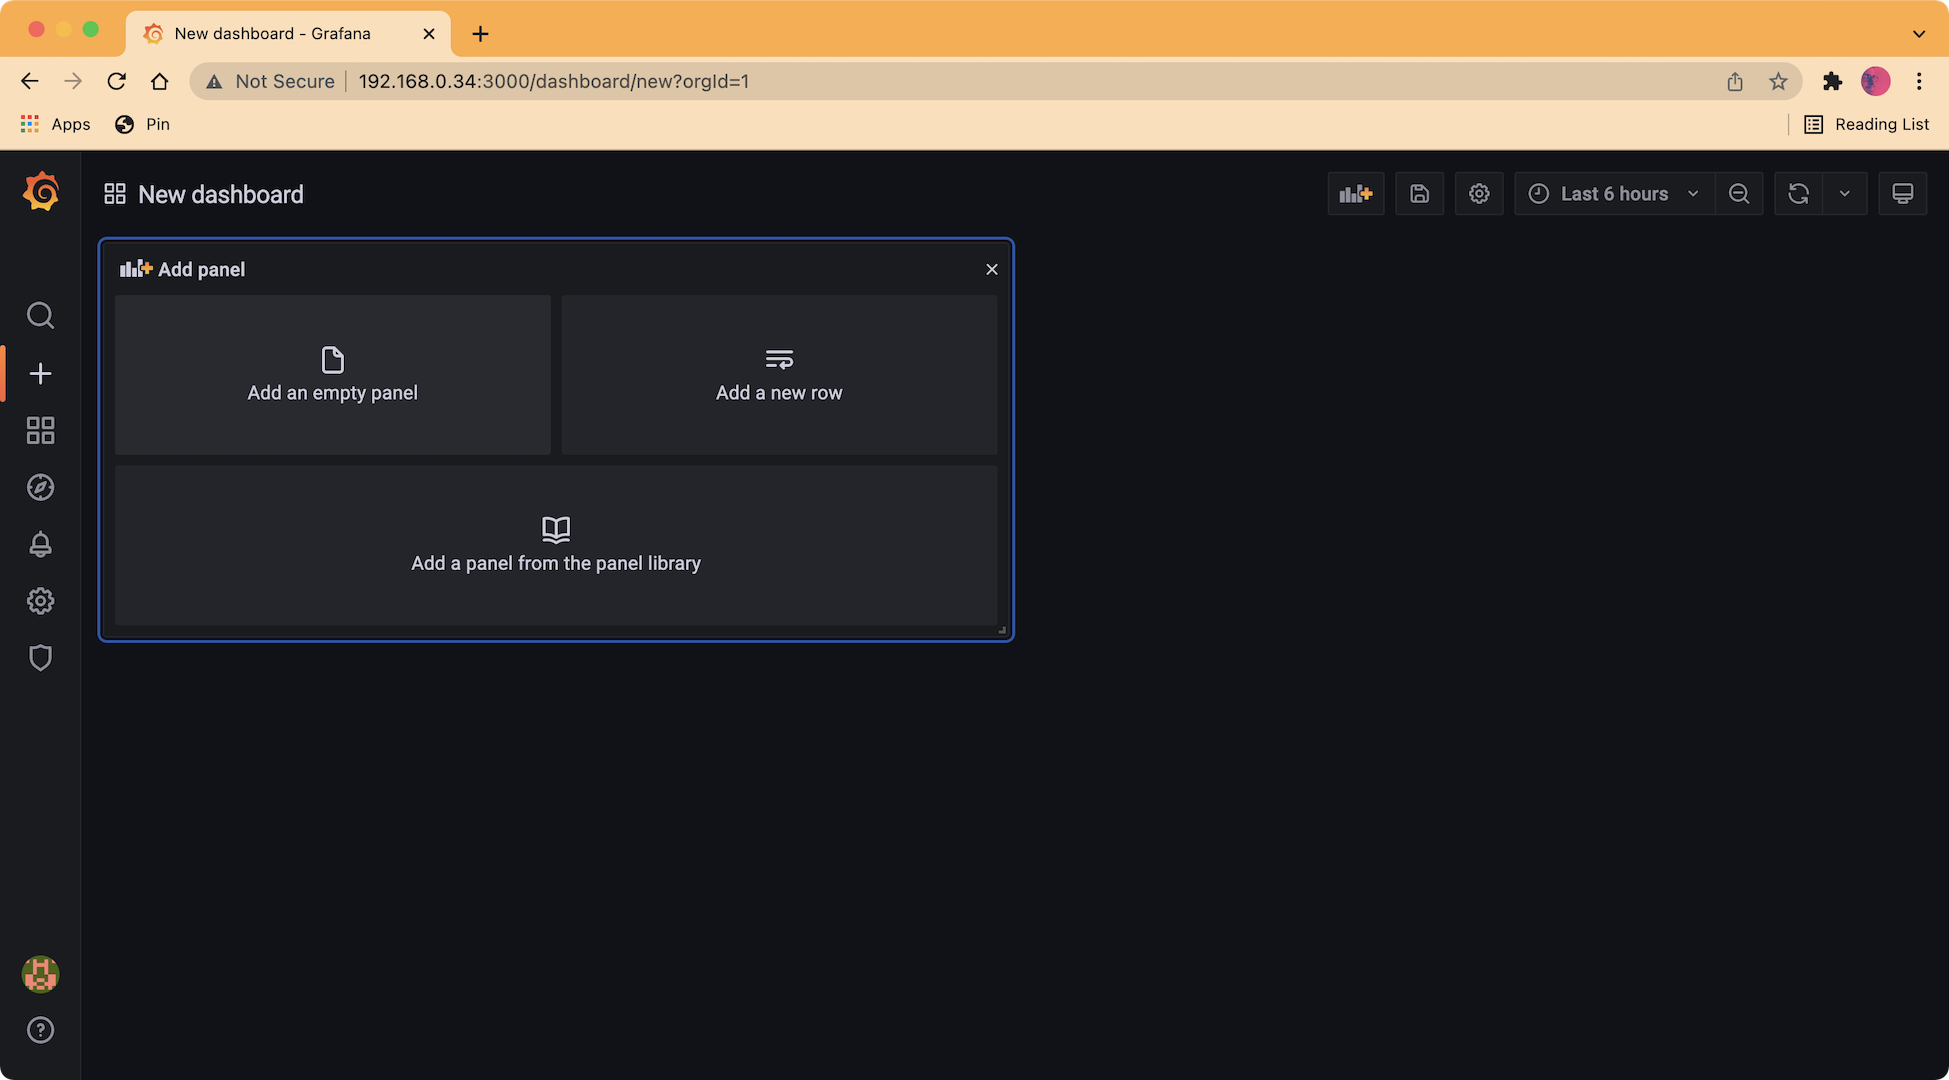 New dashboard - Grafana
Not Secure 192.168.0.34:3000/dashboard/new?orgId=1
Apps Pin Reading List
New dashboard Last 6 hours
Add panel
Add an empty panel Add a new row
Add a panel from the panel library